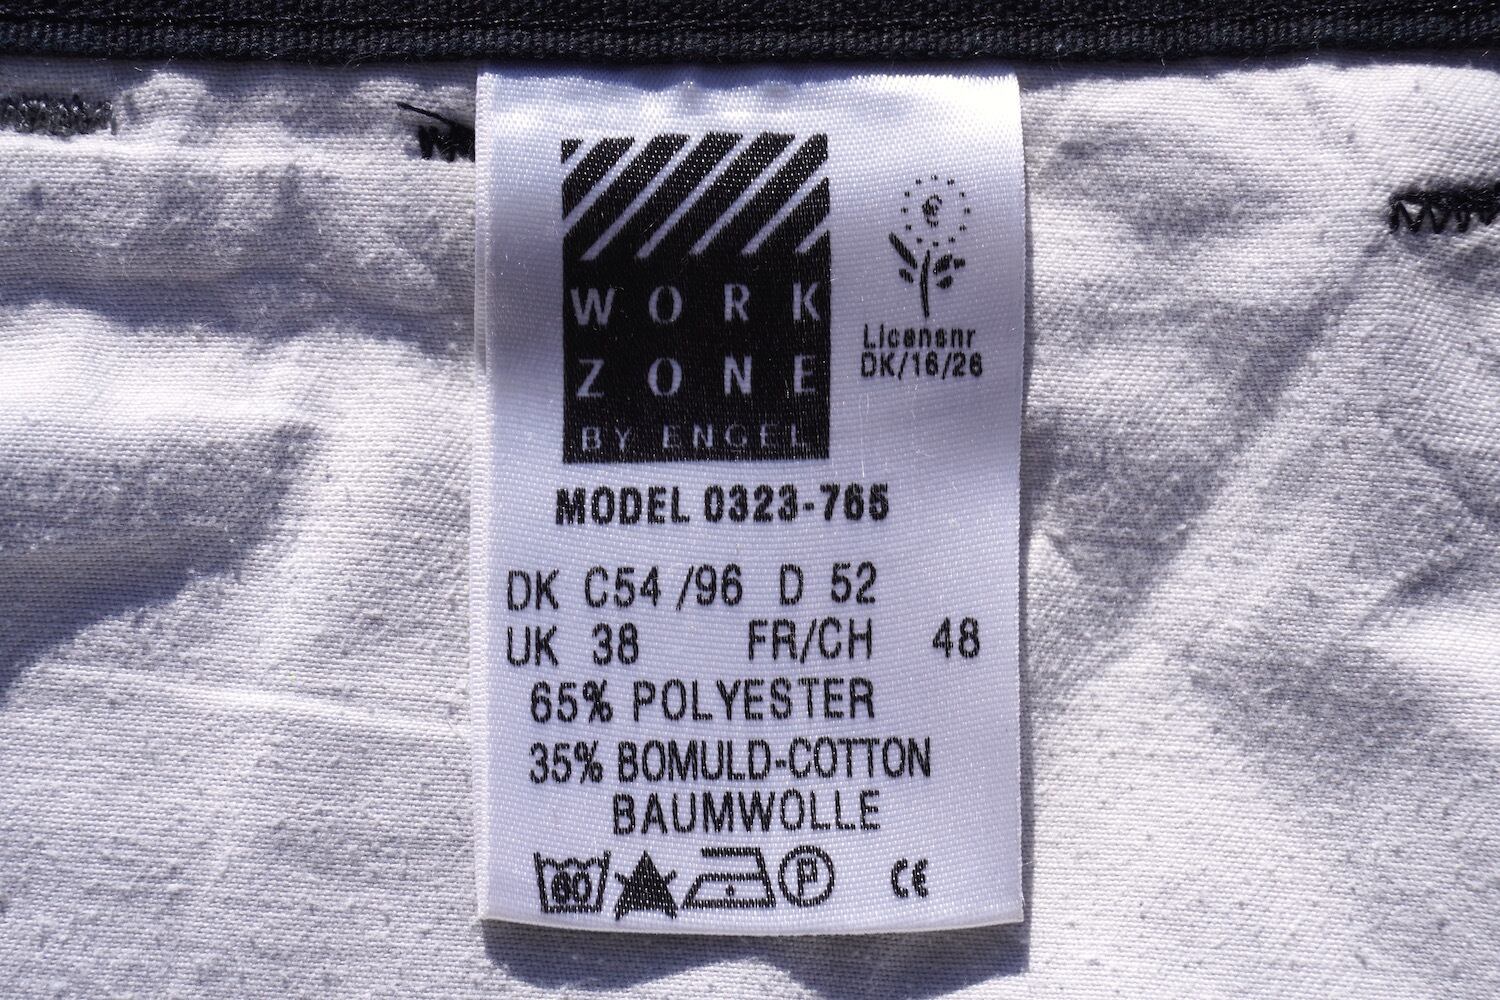 WORK
ZONE
BY ENGEL
Licensnr
DK/16/26
MODEL 0323-765
DK C54 /96 D 52
UK 38 FR/CH 48
65% POLYESTER
35% BOMULD-COTTON
BAUMWOLLE
60 P CE